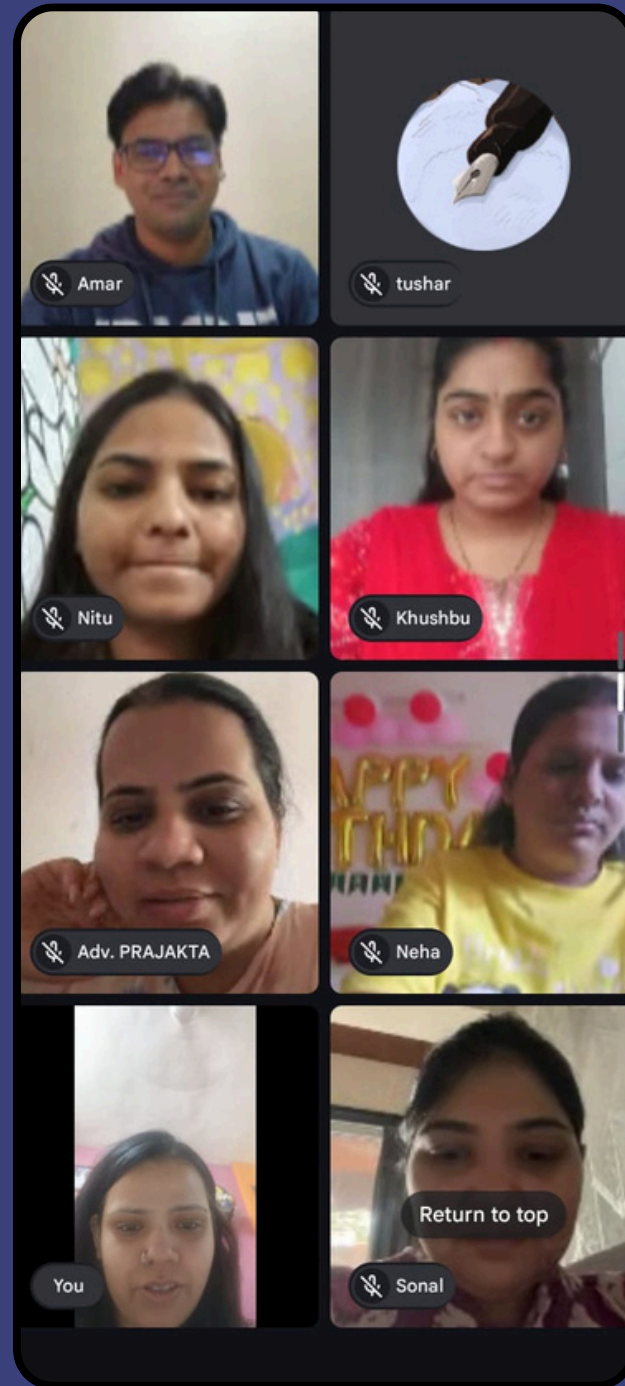 Amar
tushar
Nitu
Khushbu
Adv. PRAJAKTA
Neha
You
Return to top
Sonal